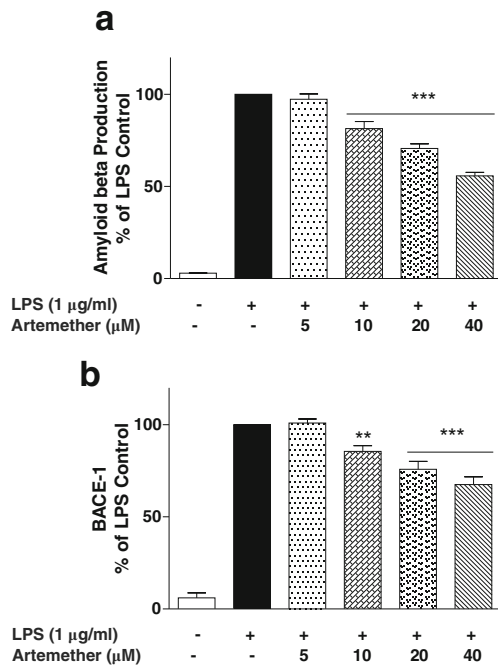 a
Amyloid beta Production
% of LPS Control
100
50
0
***
LPS (1 µg/ml) - + + + + +
Artemether (µM) - - 5 10 20 40
b
BACE-1
% of LPS Control
100
50
0
**
***
LPS (1 µg/ml) - + + + + +
Artemether (µM) - - 5 10 20 40